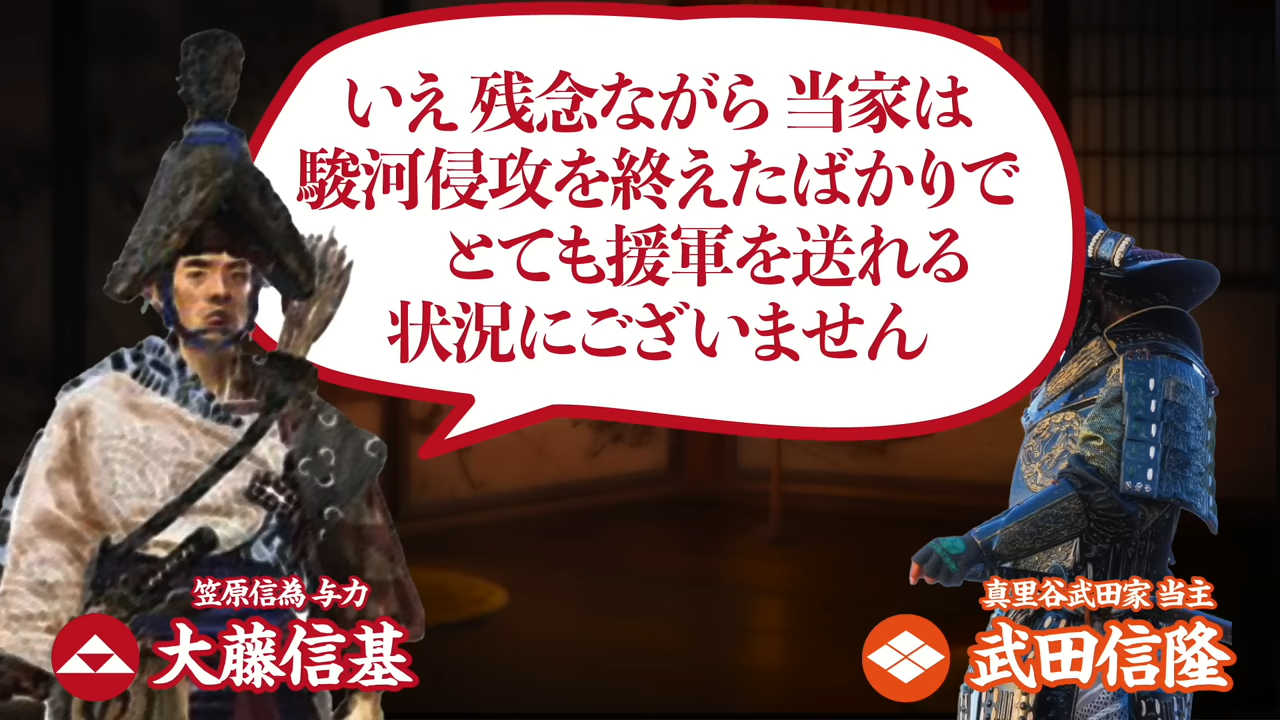 いえ 残念ながら 当家は
駿河侵攻を終えたばかりで
とても援軍を送れる
状況にございません
笠原信為 与力
大藤信基
真里谷武田家 当主
武田信隆